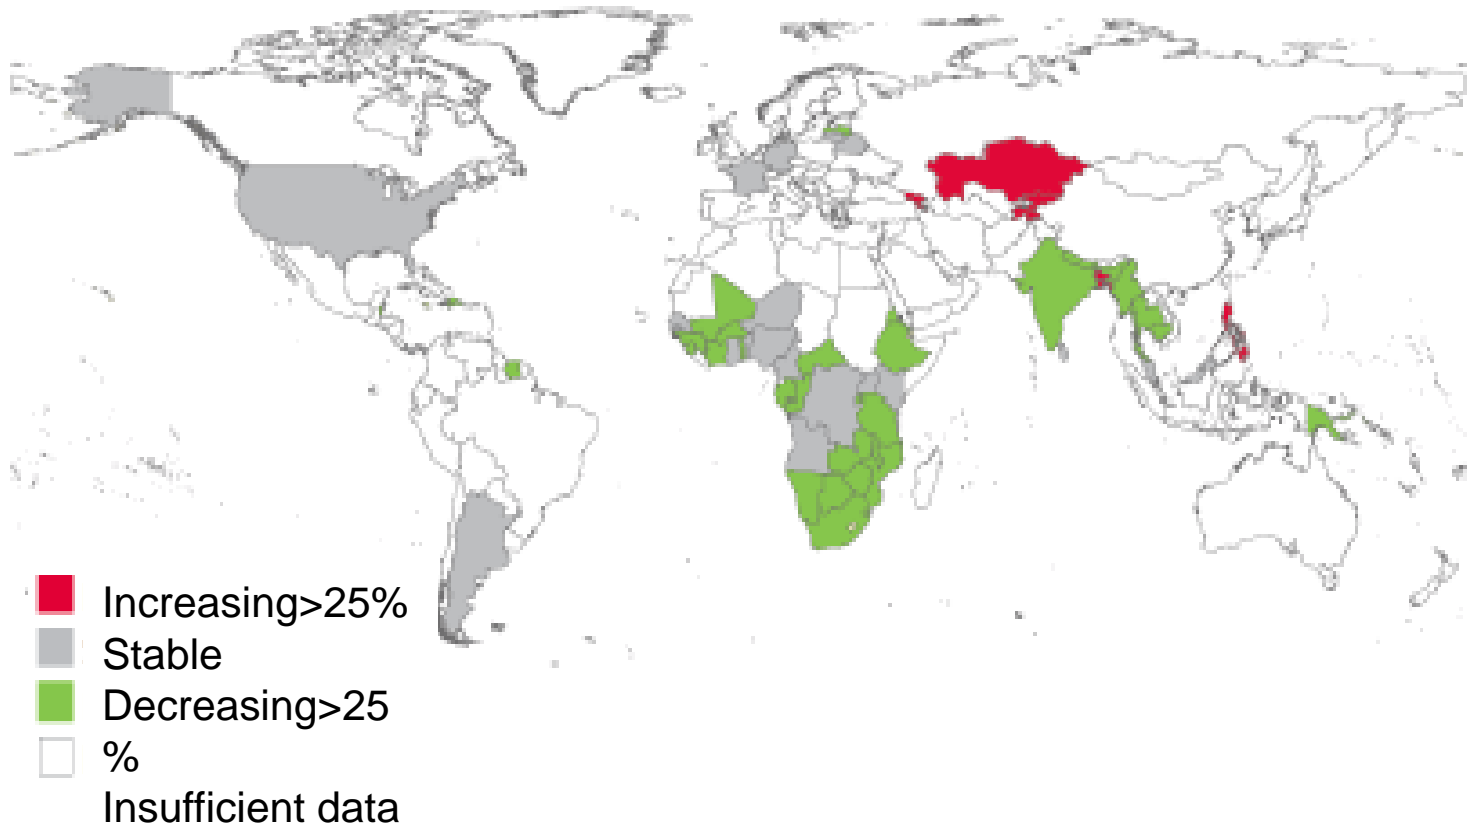 Increasing>25%
Stable
Decreasing>25
%
Insufficient data